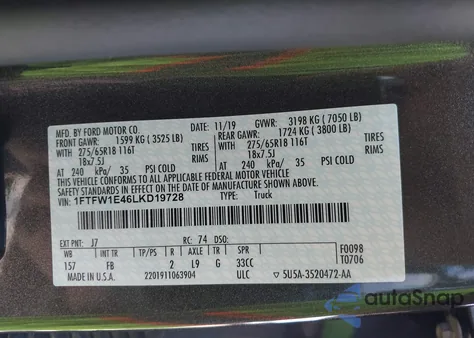 MFD. BY FORD MOTOR CO. 11/19 GVWR: 3198 KG ( 7050 LB)
FRONT GAWR: 1599 KG ( 3525 LB) REAR GAWR: 1724 KG ( 3800 LB)
WITH 275/65R18 116T TIRES WITH 275/65R18 116T TIRES
18x7.5J RIMS 18x7.5J RIMS
AT 240 kPa/ 35 PSI COLD AT 240 kPa/ 35 PSI COLD
THIS VEHICLE CONFORMS TO ALL APPLICABLE FEDERAL MOTOR VEHICLE
SAFETY STANDARDS IN EFFECT ON THE DATE OF MANUFACTURE SHOWN ABOVE.
VIN: 1FTFW1E46LKD19728 TYPE: Truck
EXT PNT: J7 RC: 74 DSO: F0098
WB INT TR TP/PS R AXLE TR SPR T0706
157 FB 2 L9 G 33CC
MADE IN U.S.A. 2201911063904 ULC 5U5A-3520472-AA
autoSnap